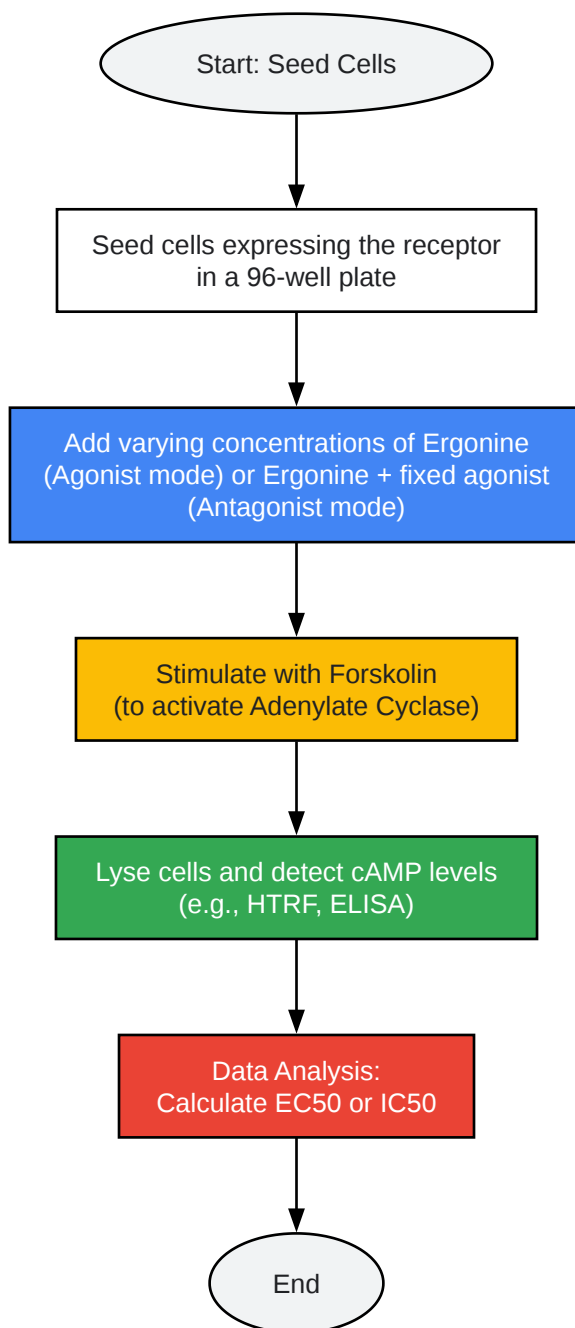 Start: Seed Cells
Seed cells expressing the receptor
in a 96-well plate
Add varying concentrations of Ergonine
(Agonist mode) or Ergonine + fixed agonist
(Antagonist mode)
Stimulate with Forskolin
(to activate Adenylate Cyclase)
Lyse cells and detect cAMP levels
(e.g., HTRF, ELISA)
Data Analysis:
Calculate EC50 or IC50
End